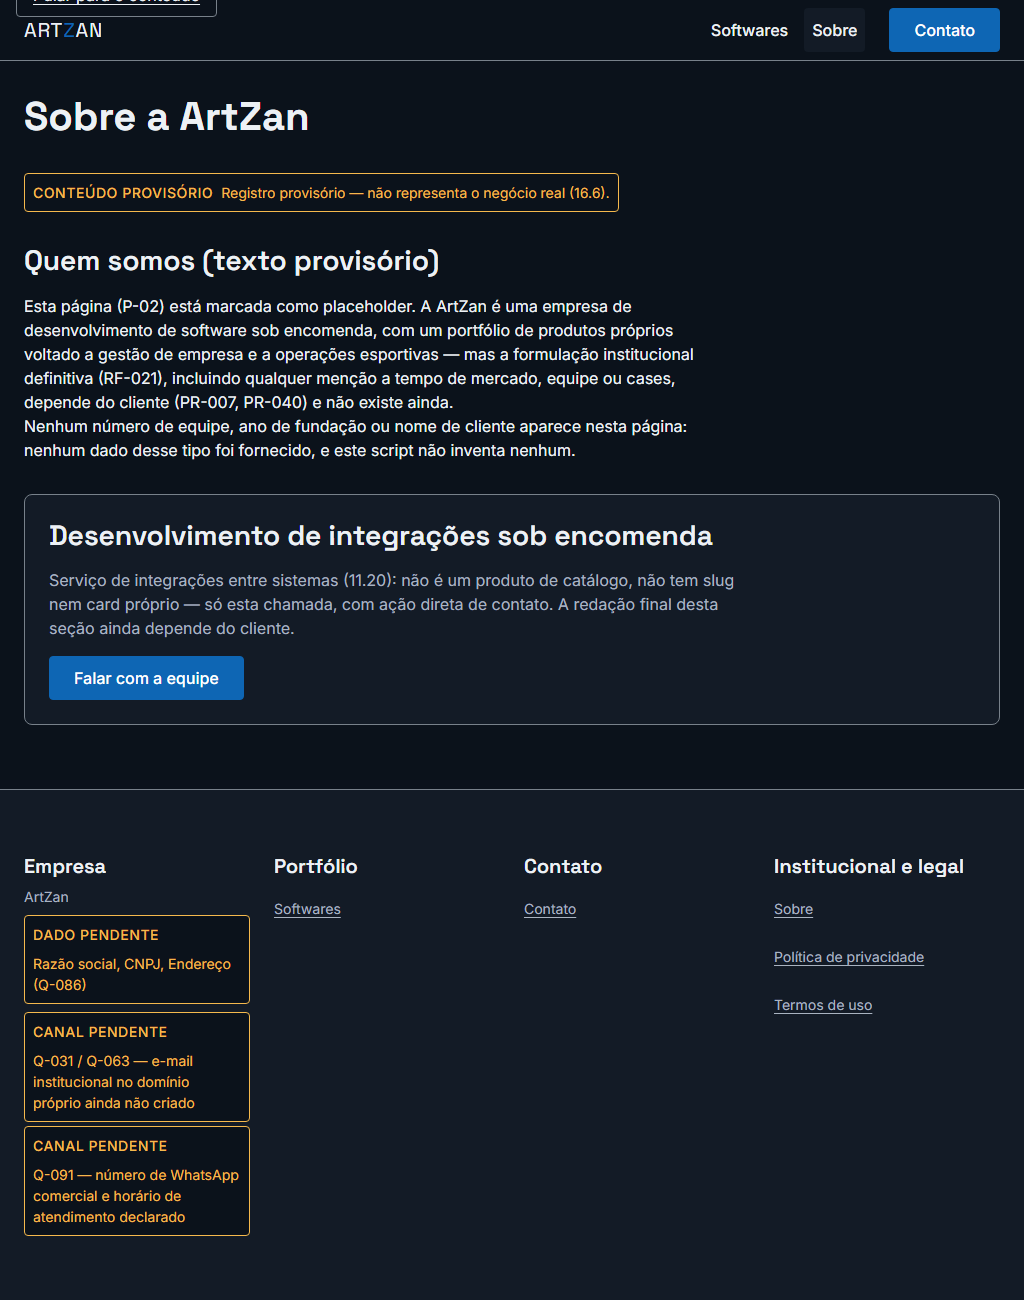 Pular para o conteúdo
ARTZAN
Softwares
Sobre
Contato
Sobre a ArtZan
CONTEÚDO PROVISÓRIO Registro provisório — não representa o negócio real (16.6).
Quem somos (texto provisório)
Esta página (P-02) está marcada como placeholder. A ArtZan é uma empresa de
desenvolvimento de software sob encomenda, com um portfólio de produtos próprios
voltado a gestão de empresa e a operações esportivas — mas a formulação institucional
definitiva (RF-021), incluindo qualquer menção a tempo de mercado, equipe ou cases,
depende do cliente (PR-007, PR-040) e não existe ainda.
Nenhum número de equipe, ano de fundação ou nome de cliente aparece nesta página:
nenhum dado desse tipo foi fornecido, e este script não inventa nenhum.
Desenvolvimento de integrações sob encomenda
Serviço de integrações entre sistemas (11.20): não é um produto de catálogo, não tem slug
nem card próprio — só esta chamada, com ação direta de contato. A redação final desta
seção ainda depende do cliente.
Falar com a equipe
Empresa
ArtZan
DADO PENDENTE
Razão social, CNPJ, Endereço
(Q-086)
CANAL PENDENTE
Q-031 / Q-063 — e-mail
institucional no domínio
próprio ainda não criado
CANAL PENDENTE
Q-091 — número de WhatsApp
comercial e horário de
atendimento declarado
Portfólio
Softwares
Contato
Contato
Institucional e legal
Sobre
Política de privacidade
Termos de uso